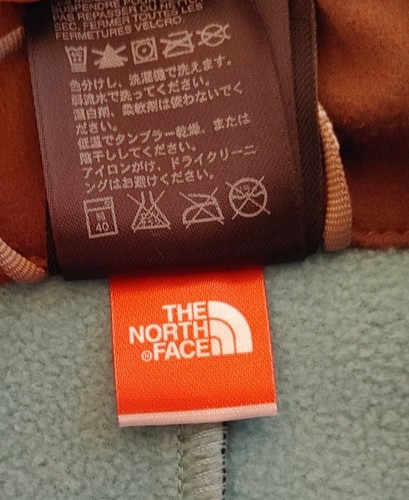 SUSPENDRE POUR
PAS REPASSER OU NETTOYER
SEC. FERMER TOUTES LES
FERMETURES VELCRO.
色分けし、洗濯機で洗えます。
弱流水で洗ってください。
漂白剤、柔軟剤は使わないでく
ださい。
低温でタンブラー乾燥、または
陰干ししてください。
アイロンがけ、ドライクリーニ
ングはお避けください。
弱
40
THE
NORTH
FACE
®